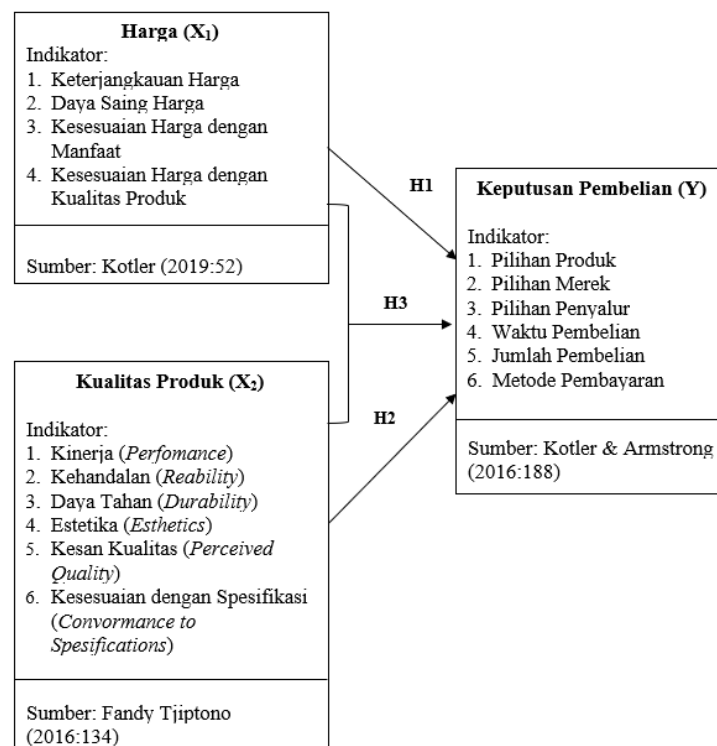 Harga (X₁)
Indikator:
1. Keterjangkauan Harga
2. Daya Saing Harga
3. Kesesuaian Harga dengan
Manfaat
4. Kesesuaian Harga dengan
Kualitas Produk
Sumber: Kotler (2019:52)
H1
H3
H2
Kualitas Produk (X₂)
Indikator:
1. Kinerja (Perfomance)
2. Kehandalan (Reability)
3. Daya Tahan (Durability)
4. Estetika (Esthetics)
5. Kesan Kualitas (Perceived
Quality)
6. Kesesuaian dengan Spesifikasi
(Convormance to
Spesifications)
Sumber: Fandy Tjiptono
(2016:134)
Keputusan Pembelian (Y)
Indikator:
1. Pilihan Produk
2. Pilihan Merek
3. Pilihan Penyalur
4. Waktu Pembelian
5. Jumlah Pembelian
6. Metode Pembayaran
Sumber: Kotler & Armstrong
(2016:188)